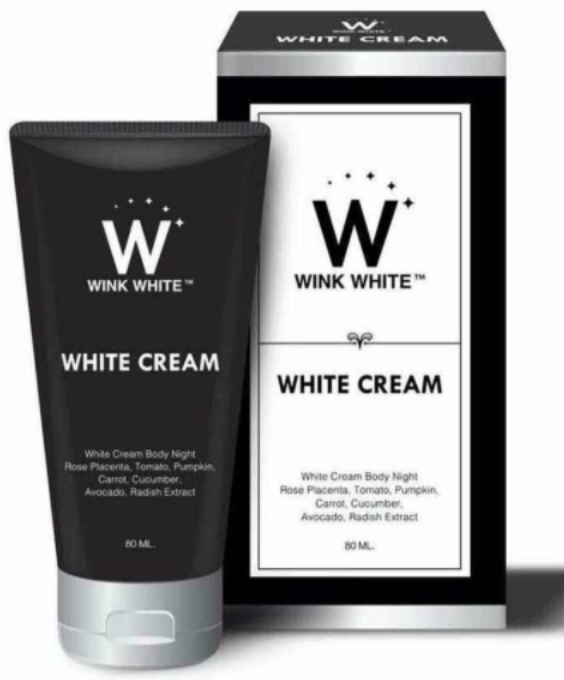 W
WINK WHITE™
WHITE CREAM
White Cream Body Night
Rose Placenta, Tomato, Pumpkin,
Carrot, Cucumber,
Avocado, Radish Extract
80 ML.
W
WINK WHITE
WHITE CREAM
W
WINK WHITE™
WHITE CREAM
White Cream Body Night
Rose Placenta, Tomato, Pumpkin,
Carrot, Cucumber,
Avocado, Radish Extract
80 ML.